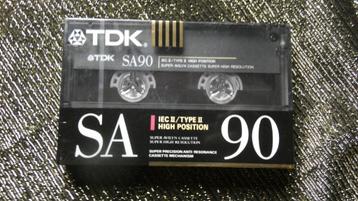 TDK
TDK SA90
IEC II/TYPE II HIGH POSITION
SUPER AVILYN CASSETTE SUPER HIGH RESOLUTION
SA
IEC II/TYPE II
HIGH POSITION
90
SUPER AVILYN CASSETTE
SUPER HIGH RESOLUTION
SUPER PRECISION ANTI-RESONANCE
CASSETTE MECHANISM